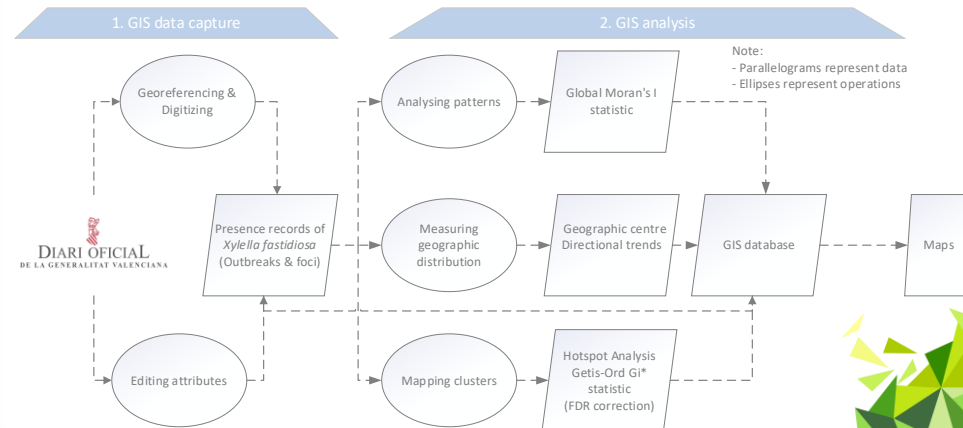 1. GIS data capture
2. GIS analysis
Note:
- Parallelograms represent data
- Ellipses represent operations
Georeferencing &
Digitizing
Analysing patterns
Global Moran's I
statistic
Presence records of
Xylella fastidiosa
(Outbreaks & foci)
Measuring
geographic
distribution
Geographic centre
Directional trends
GIS database
Maps
DIARI OFICIAL
DE LA GENERALITAT VALENCIANA
Editing attributes
Mapping clusters
Hotspot Analysis
Getis-Ord Gi*
statistic
(FDR correction)